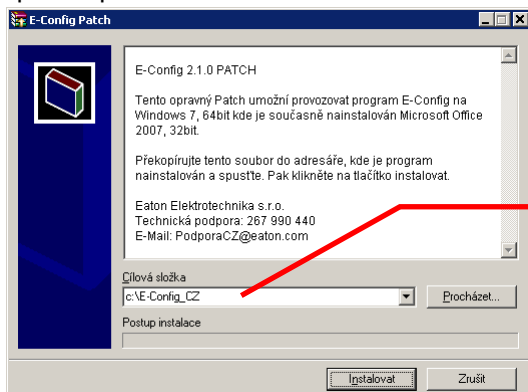 E-Config Patch
E-Config 2.1.0 PATCH
Tento opravný Patch umožní provozovat program E-Config na
Windows 7, 64bit kde je současně nainstalován Microsoft Office
2007, 32bit.
Překopírujte tento soubor do adresáře, kde je program
nainstalován a spusťte. Pak klikněte na tlačítko instalovat.
Eaton Elektrotechnika s.r.o.
Technická podpora: 267 990 440
E-Mail: PodporaCZ@eaton.com
Cílová složka
c:\E-Config_CZ
Procházet...
Postup instalace
Instalovat
Zrušit